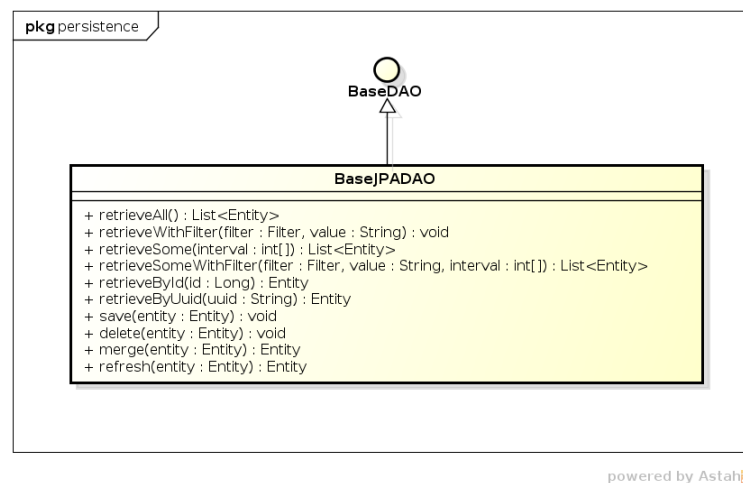 pkg persistence
BaseDAO
BaseJPADAO
+ retrieveAll() : List<Entity>
+ retrieveWithFilter(filter : Filter, value : String) : void
+ retrieveSome(interval : int[]) : List<Entity>
+ retrieveSomeWithFilter(filter : Filter, value : String, interval : int[]) : List<Entity>
+ retrieveById(id : Long) : Entity
+ retrieveByUuid(uuid : String) : Entity
+ save(entity : Entity) : void
+ delete(entity : Entity) : void
+ merge(entity : Entity) : Entity
+ refresh(entity : Entity) : Entity
powered by Astah